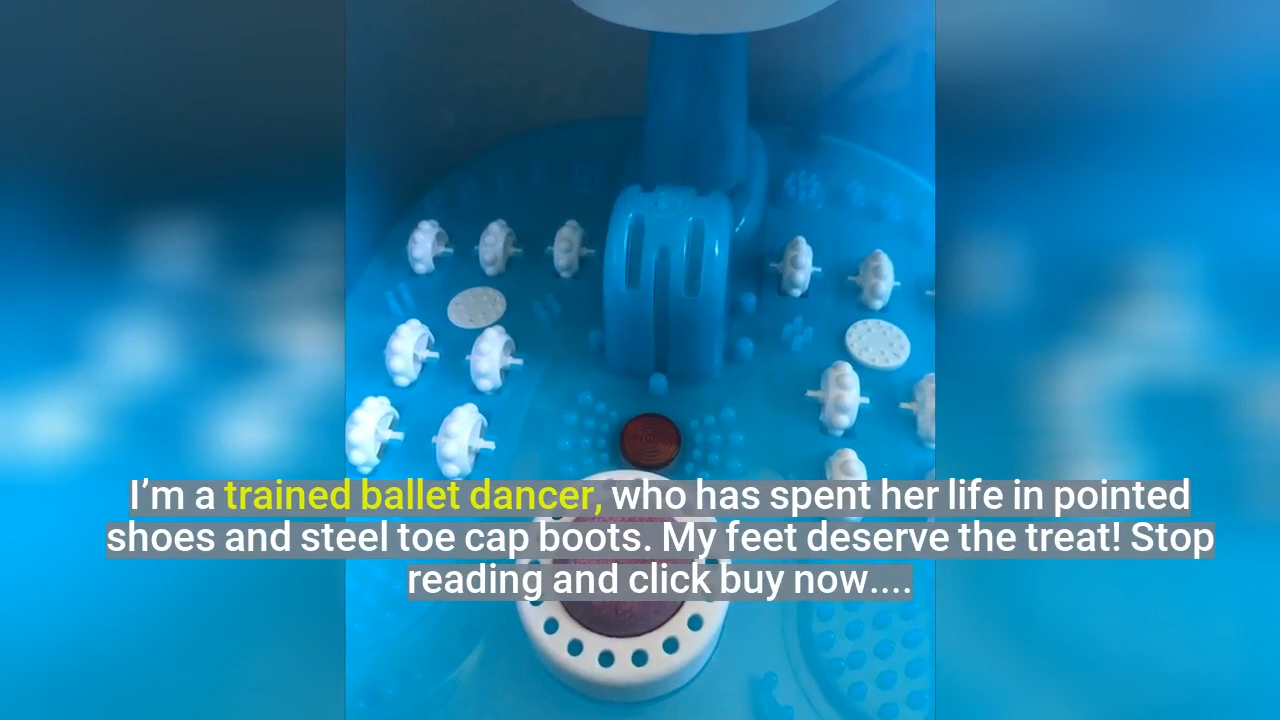 I’m a trained ballet dancer, who has spent her life in pointed
shoes and steel toe cap boots. My feet deserve the treat! Stop
reading and click buy now....